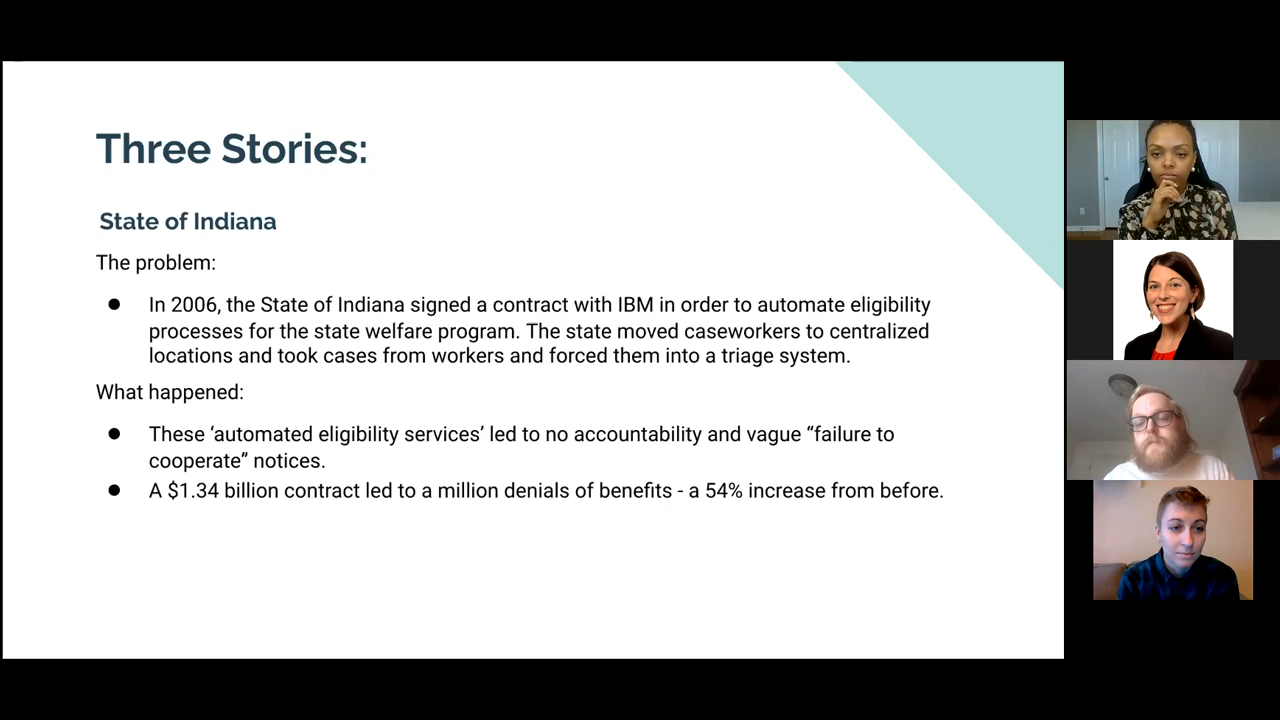 Three Stories:
State of Indiana
The problem:
● In 2006, the State of Indiana signed a contract with IBM in order to automate eligibility
processes for the state welfare program. The state moved caseworkers to centralized
locations and took cases from workers and forced them into a triage system.
What happened:
● These ‘automated eligibility services’ led to no accountability and vague “failure to
cooperate” notices.
● A $1.34 billion contract led to a million denials of benefits - a 54% increase from before.